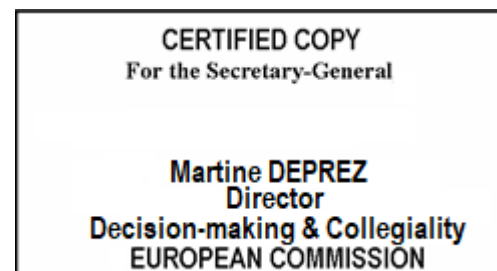 CERTIFIED COPY
For the Secretary-General
Martine DEPREZ
Director
Decision-making & Collegiality
EUROPEAN COMMISSION